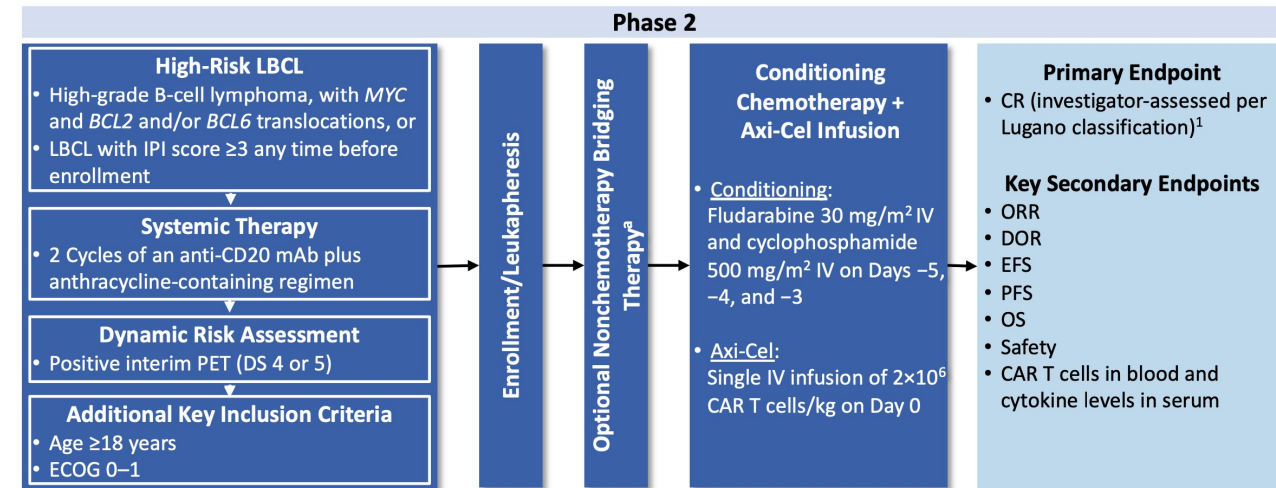 Phase 2
High-Risk LBCL
• High-grade B-cell lymphoma, with MYC
and BCL2 and/or BCL6 translocations, or
• LBCL with IPI score ≥3 any time before
enrollment
Systemic Therapy
• 2 Cycles of an anti-CD20 mAb plus
anthracycline-containing regimen
Dynamic Risk Assessment
• Positive interim PET (DS 4 or 5)
Additional Key Inclusion Criteria
• Age ≥18 years
• ECOG 0–1
Enrollment/Leukapheresis
Optional Nonchemotherapy Bridging
Therapyᵃ
Conditioning
Chemotherapy +
Axi-Cel Infusion
• Conditioning:
Fludarabine 30 mg/m² IV
and cyclophosphamide
500 mg/m² IV on Days −5,
−4, and −3
• Axi-Cel:
Single IV infusion of 2×10⁶
CAR T cells/kg on Day 0
Primary Endpoint
• CR (investigator-assessed per
Lugano classification)¹
Key Secondary Endpoints
• ORR
• DOR
• EFS
• PFS
• OS
• Safety
• CAR T cells in blood and
cytokine levels in serum